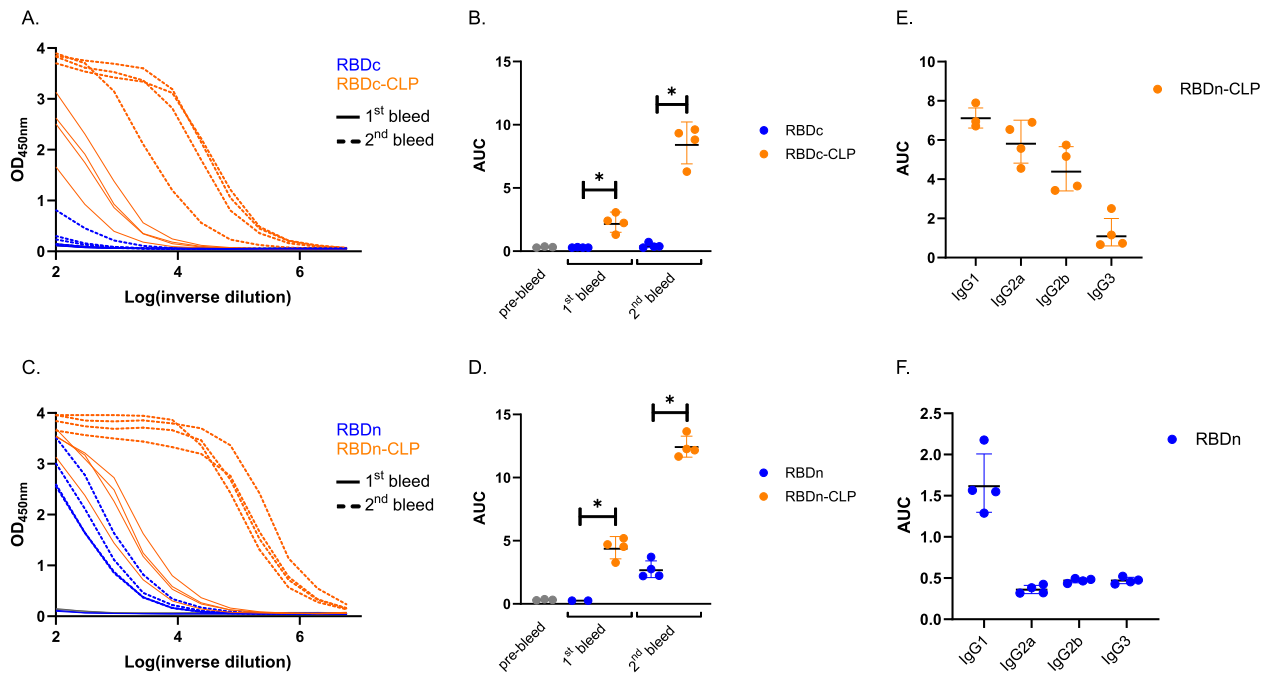 A.
4
3
2
1
0
OD450nm
2
4
6
Log(inverse dilution)
RBDc
RBDc-CLP
1st bleed
2nd bleed
B.
15
10
5
0
AUC
*
*
pre-bleed
1st bleed
2nd bleed
RBDc
RBDc-CLP
E.
10
8
6
4
2
0
AUC
IgG1
IgG2a
IgG2b
IgG3
RBDn-CLP
C.
4
3
2
1
0
OD450nm
2
4
6
Log(inverse dilution)
RBDn
RBDn-CLP
1st bleed
2nd bleed
D.
15
10
5
0
AUC
*
*
pre-bleed
1st bleed
2nd bleed
RBDn
RBDn-CLP
F.
2.5
2.0
1.5
1.0
0.5
0.0
AUC
IgG1
IgG2a
IgG2b
IgG3
RBDn